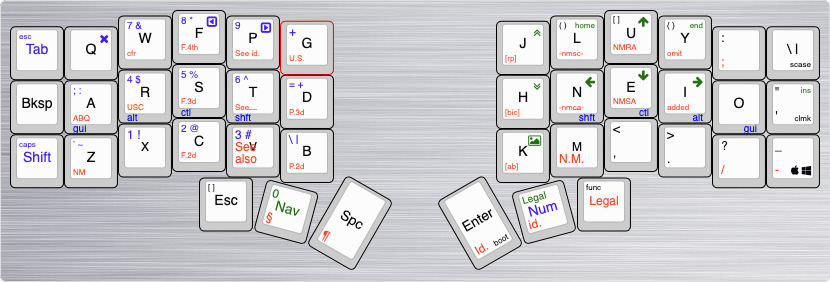 esc
Tab
Q
7 &
W
cfr
8 *
F
F.4th
9
P
See id.
+
G
U.S.
J
[rp]
( ) home
L
-nmsc-
[ ]
U
NMRA
( ) end
Y
omit
:
;
\ |
scase
Bksp
; :
A
ABQ
gui
4 $
R
USC
alt
5 %
S
F.3d
ctl
6 ^
T
See,...
shft
= +
D
P.3d
H
[bic]
N
-nmca-
shft
E
NMSA
ctl
I
added
alt
O
gui
" ins
'
clmk
caps
Shift
` ~
Z
NM
1 !
X
2 @
C
F.2d
3 #
V
See
also
\ |
B
P.2d
K
[ab]
M
N.M.
<
,
>
.
?
/
_
-
[ ]
Esc
0
Nav
§
Spc
¶
Enter
Id. boot
Legal
Num
id.
func
Legal